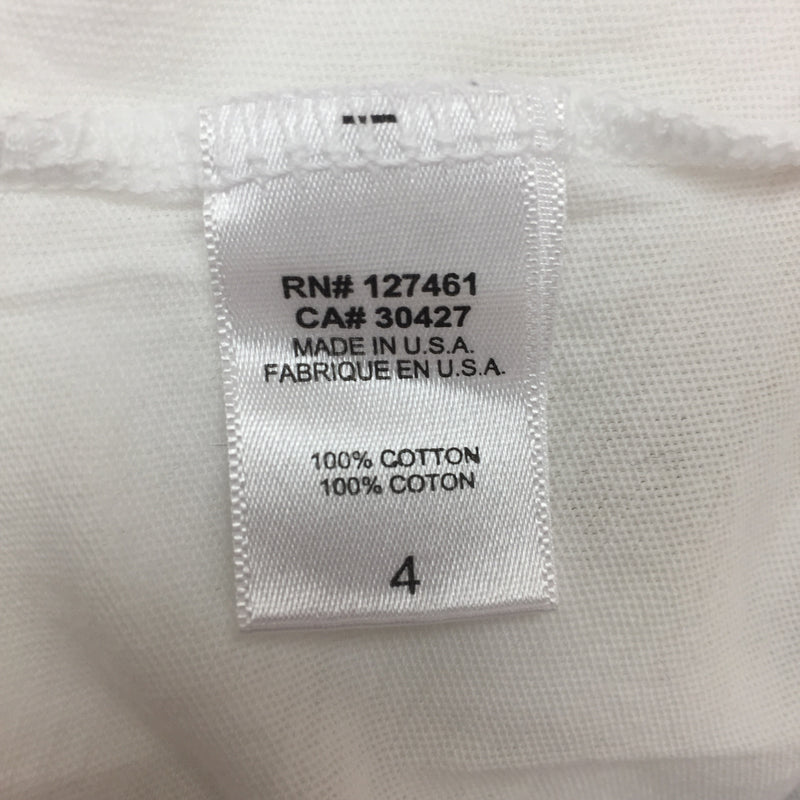 RN# 127461
CA# 30427
MADE IN U.S.A.
FABRIQUE EN U.S.A.
100% COTTON
100% COTON
4